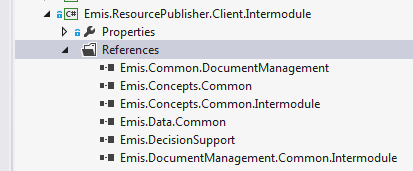 Emis.ResourcePublisher.Client.Intermodule
Properties
References
Emis.Common.DocumentManagement
Emis.Concepts.Common
Emis.Concepts.Common.Intermodule
Emis.Data.Common
Emis.DecisionSupport
Emis.DocumentManagement.Common.Intermodule